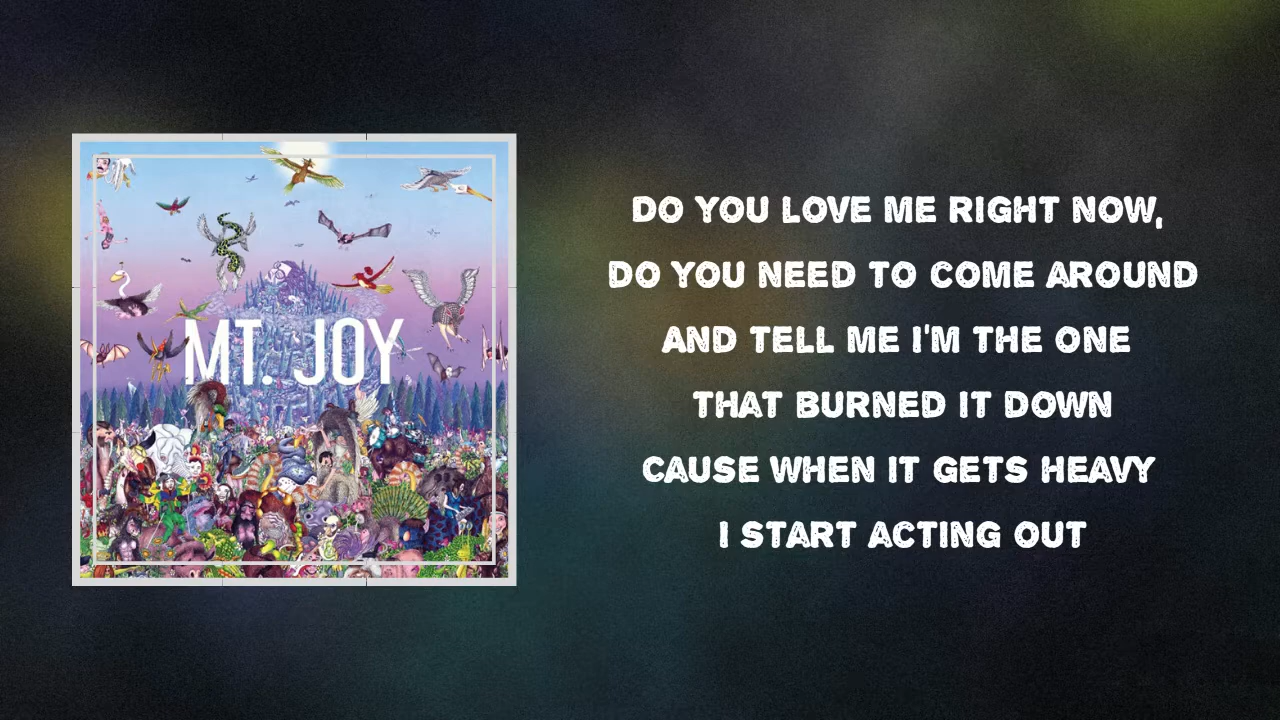 MT. JOY
DO YOU LOVE ME RIGHT NOW,
DO YOU NEED TO COME AROUND
AND TELL ME I'M THE ONE
THAT BURNED IT DOWN
CAUSE WHEN IT GETS HEAVY
I START ACTING OUT